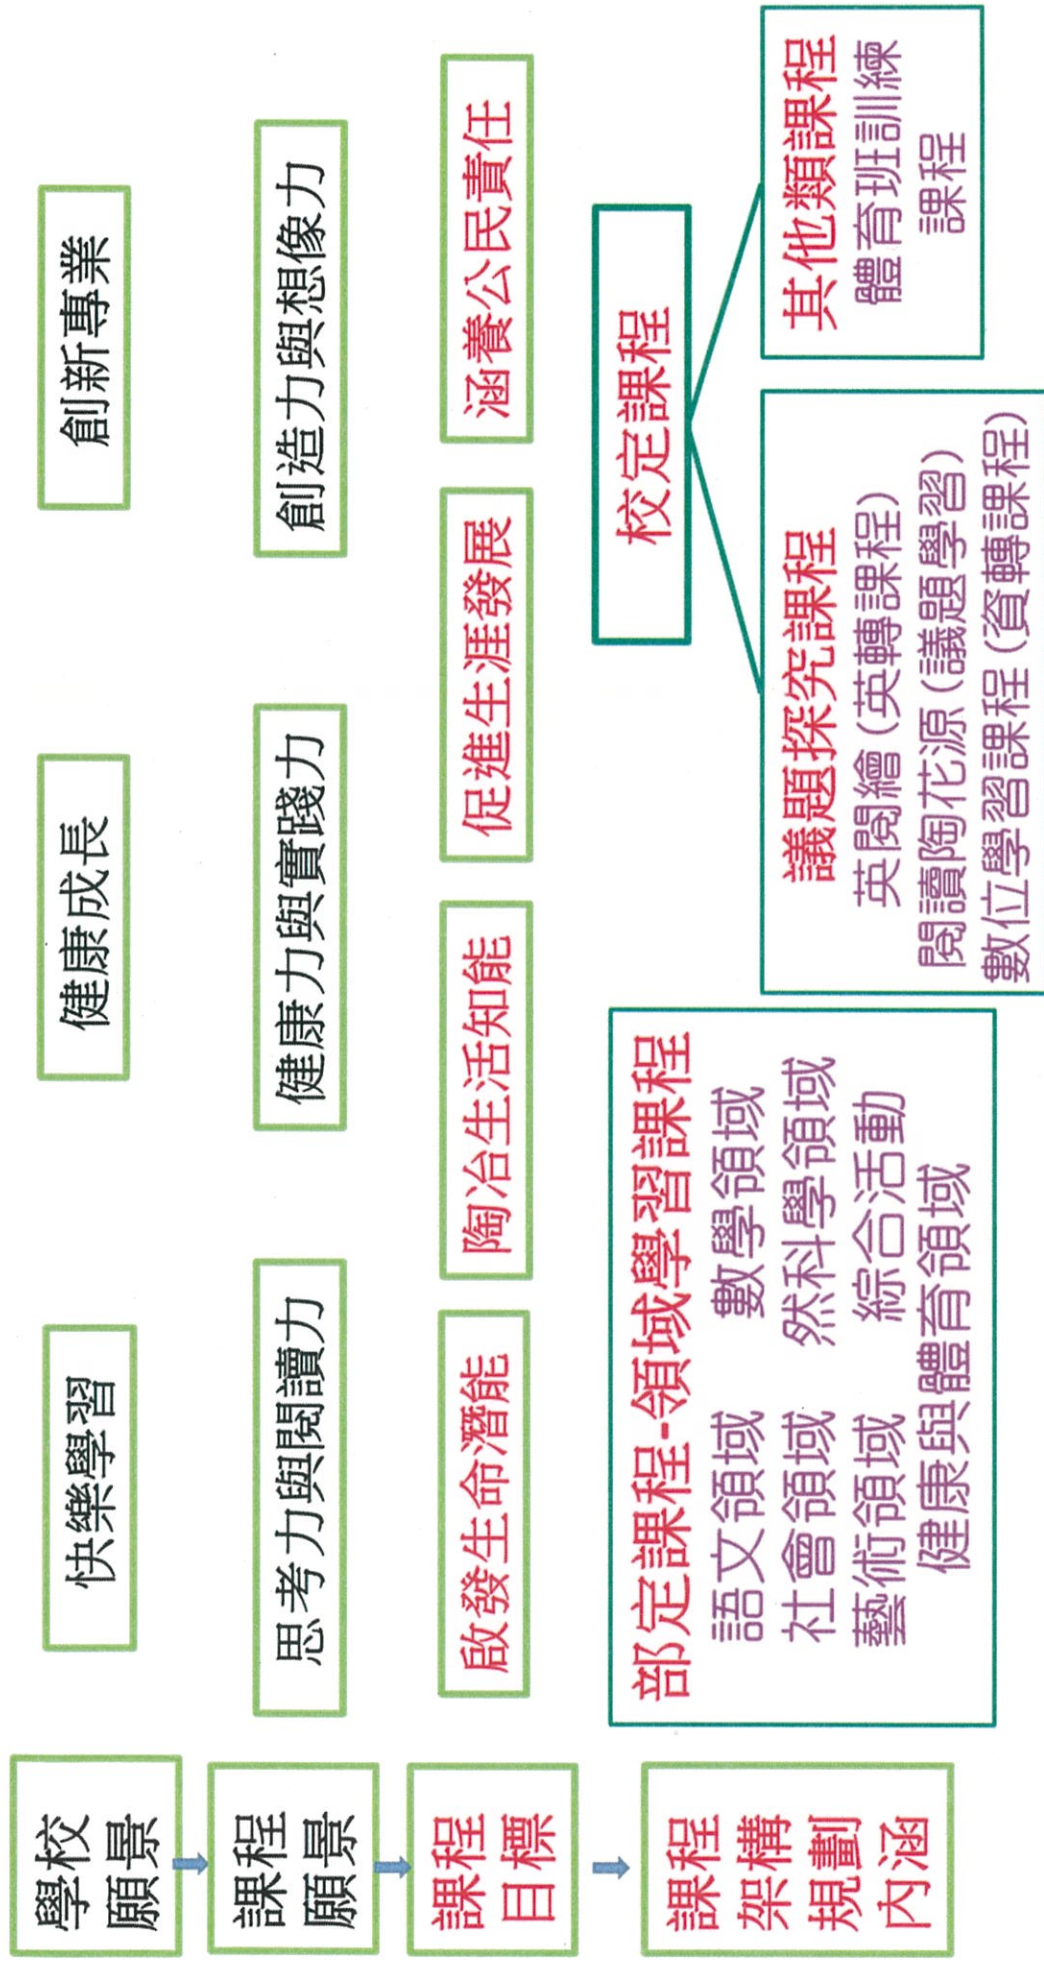 學校
願景
快樂學習
健康成長
創新專業
課程
願景
思考力與閱讀力
健康力與實踐力
創造力與想像力
課程
目標
啟發生命潛能
陶冶生活知能
促進生涯發展
涵養公民責任
課程
架構
規劃
內涵
部定課程-領域學習課程
語文領域 數學領域
社會領域 然科學領域
藝術領域 綜合活動
健康與體育領域
校定課程
議題探究課程
英閱繪(英轉課程)
閱讀陶花源(議題學習)
數位學習課程(資轉課程)
其他類課程
體育班訓練
課程